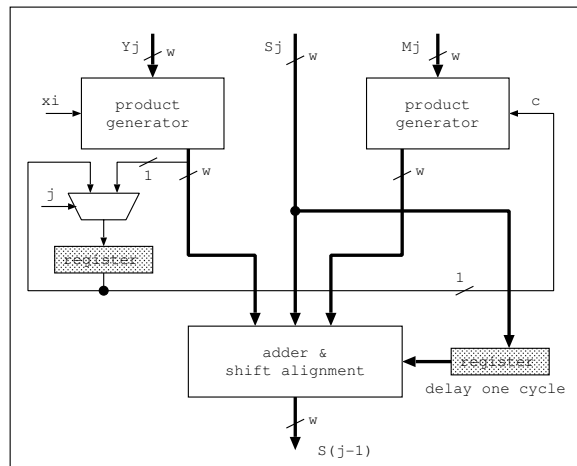 Yj w Sj w Mj w
product generator
product generator
xi
c
1
w
w
j
register
1
adder & shift alignment
register
delay one cycle
w
S(j-1)